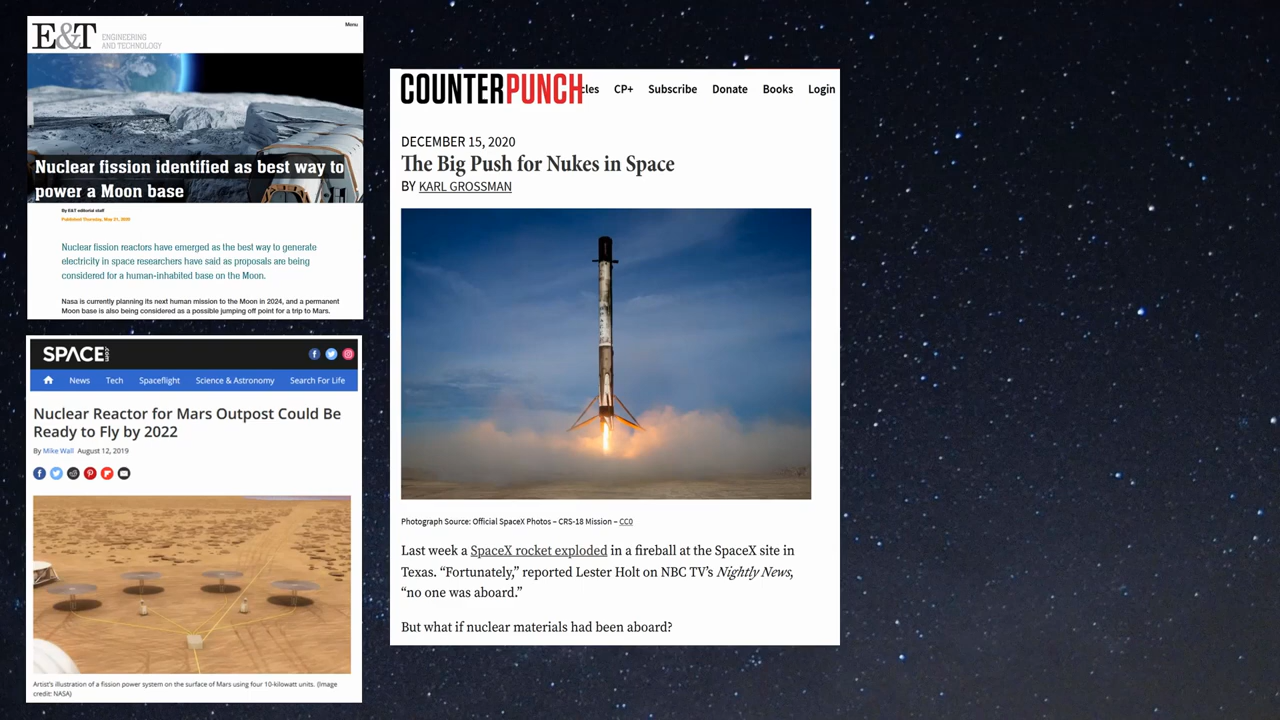 E&T ENGINEERING
AND TECHNOLOGY
Menu
Nuclear fission identified as best way to
power a Moon base
By E&T editorial staff
Published Thursday, May 21, 2020
Nuclear fission reactors have emerged as the best way to generate
electricity in space researchers have said as proposals are being
considered for a human-inhabited base on the Moon.
Nasa is currently planning its next human mission to the Moon in 2024, and a permanent
Moon base is also being considered as a possible jumping off point for a trip to Mars.
SPACE.com
News Tech Spaceflight Science & Astronomy Search For Life
Nuclear Reactor for Mars Outpost Could Be
Ready to Fly by 2022
By Mike Wall August 12, 2019
Artist's illustration of a fission power system on the surface of Mars using four 10-kilowatt units. (Image
credit: NASA)
COUNTERPUNCH
cles CP+ Subscribe Donate Books Login
DECEMBER 15, 2020
The Big Push for Nukes in Space
BY KARL GROSSMAN
Photograph Source: Official SpaceX Photos – CRS-18 Mission – CC0
Last week a SpaceX rocket exploded in a fireball at the SpaceX site in
Texas. “Fortunately,” reported Lester Holt on NBC TV’s Nightly News,
“no one was aboard.”
But what if nuclear materials had been aboard?